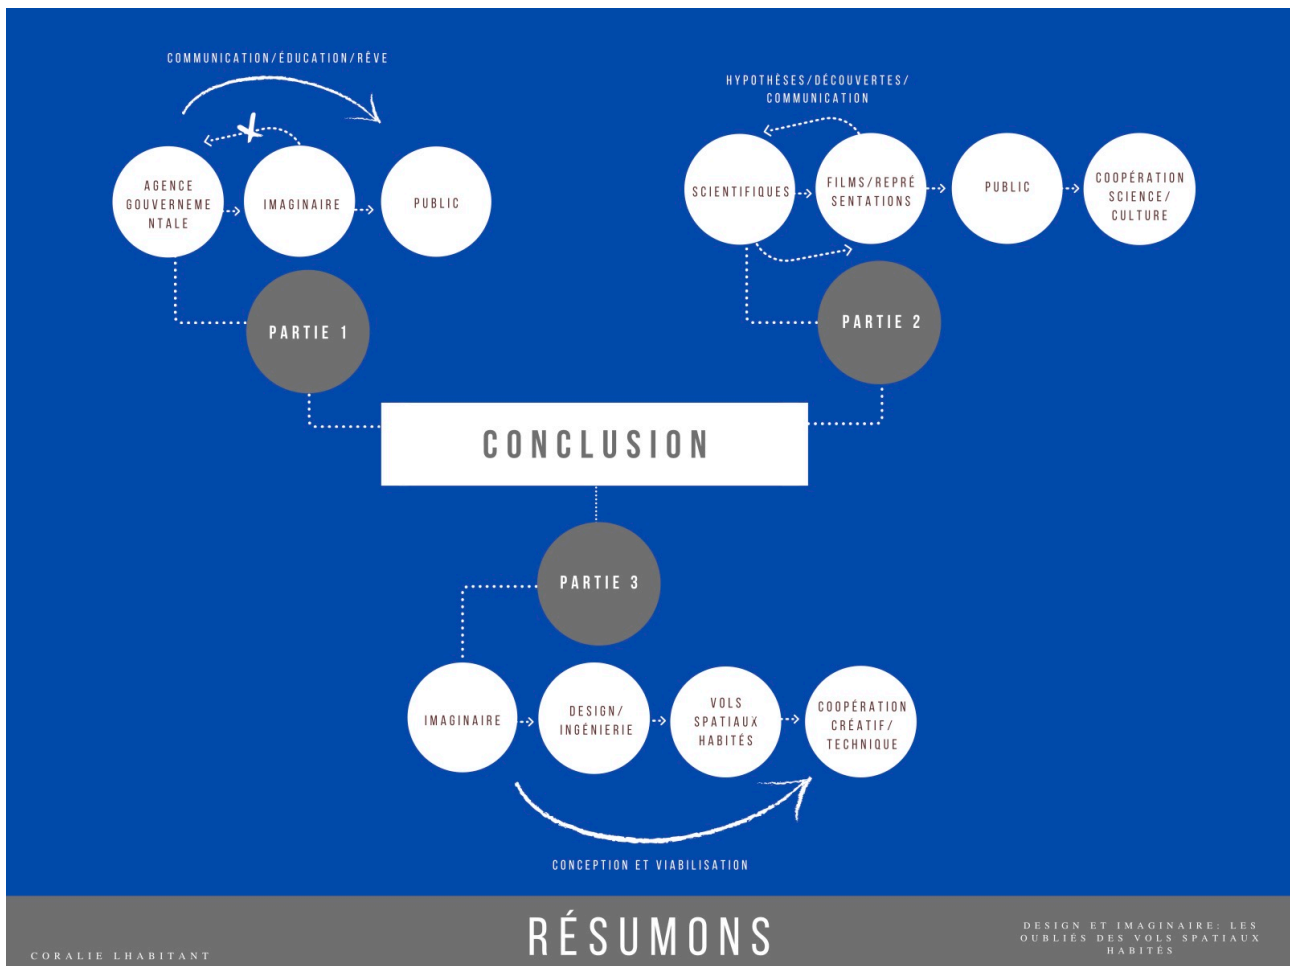 COMMUNICATION/ÉDUCATION/RÊVE
AGENCE
GOUVERNEME
NTALE
IMAGINAIRE
PUBLIC
PARTIE 1
HYPOTHÈSES/DÉCOUVERTES/
COMMUNICATION
SCIENTIFIQUES
FILMS/REPRÉ
SENTATIONS
PUBLIC
COOPÉRATION
SCIENCE/
CULTURE
PARTIE 2
CONCLUSION
PARTIE 3
IMAGINAIRE
DESIGN/
INGÉNIERIE
VOLS
SPATIAUX
HABITÉS
COOPÉRATION
CRÉATIF/
TECHNIQUE
CONCEPTION ET VIABILISATION
CORALIE LHABITANT
RÉSUMONS
DESIGN ET IMAGINAIRE: LES
OUBLIÉS DES VOLS SPATIAUX
HABITÉS